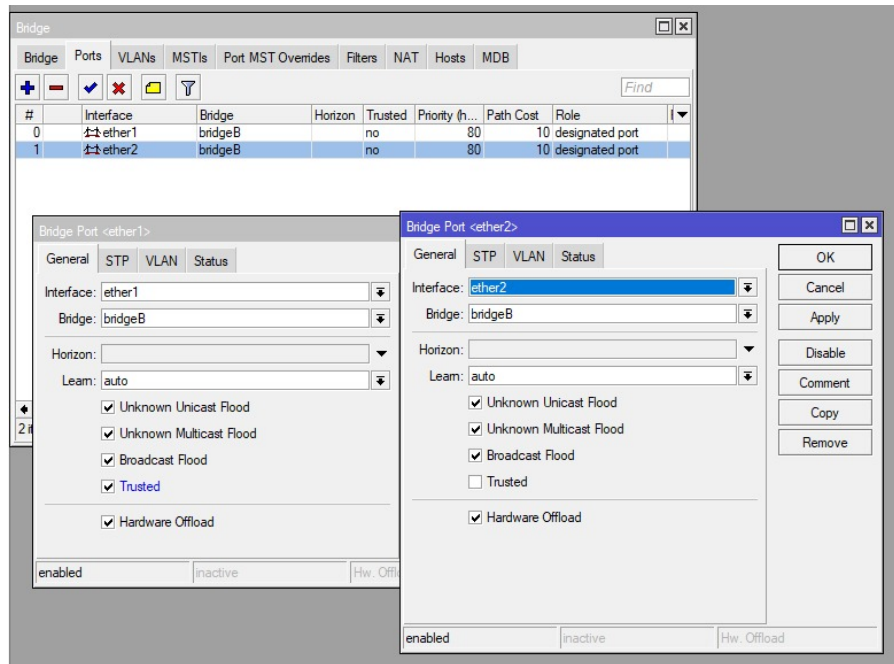 Bridge
Bridge Ports VLANs MSTIs Port MST Overrides Filters NAT Hosts MDB
Find
# Interface Bridge Horizon Trusted Priority (h... Path Cost Role
0 ether1 bridgeB no 80 10 designated port
1 ether2 bridgeB no 80 10 designated port
2 it
Bridge Port <ether1>
General STP VLAN Status
Interface: ether1
Bridge: bridgeB
Horizon:
Learn: auto
Unknown Unicast Flood
Unknown Multicast Flood
Broadcast Flood
Trusted
Hardware Offload
enabled inactive Hw. Offl
Bridge Port <ether2>
General STP VLAN Status
Interface: ether2
Bridge: bridgeB
Horizon:
Learn: auto
Unknown Unicast Flood
Unknown Multicast Flood
Broadcast Flood
Trusted
Hardware Offload
OK
Cancel
Apply
Disable
Comment
Copy
Remove
enabled inactive Hw. Offload